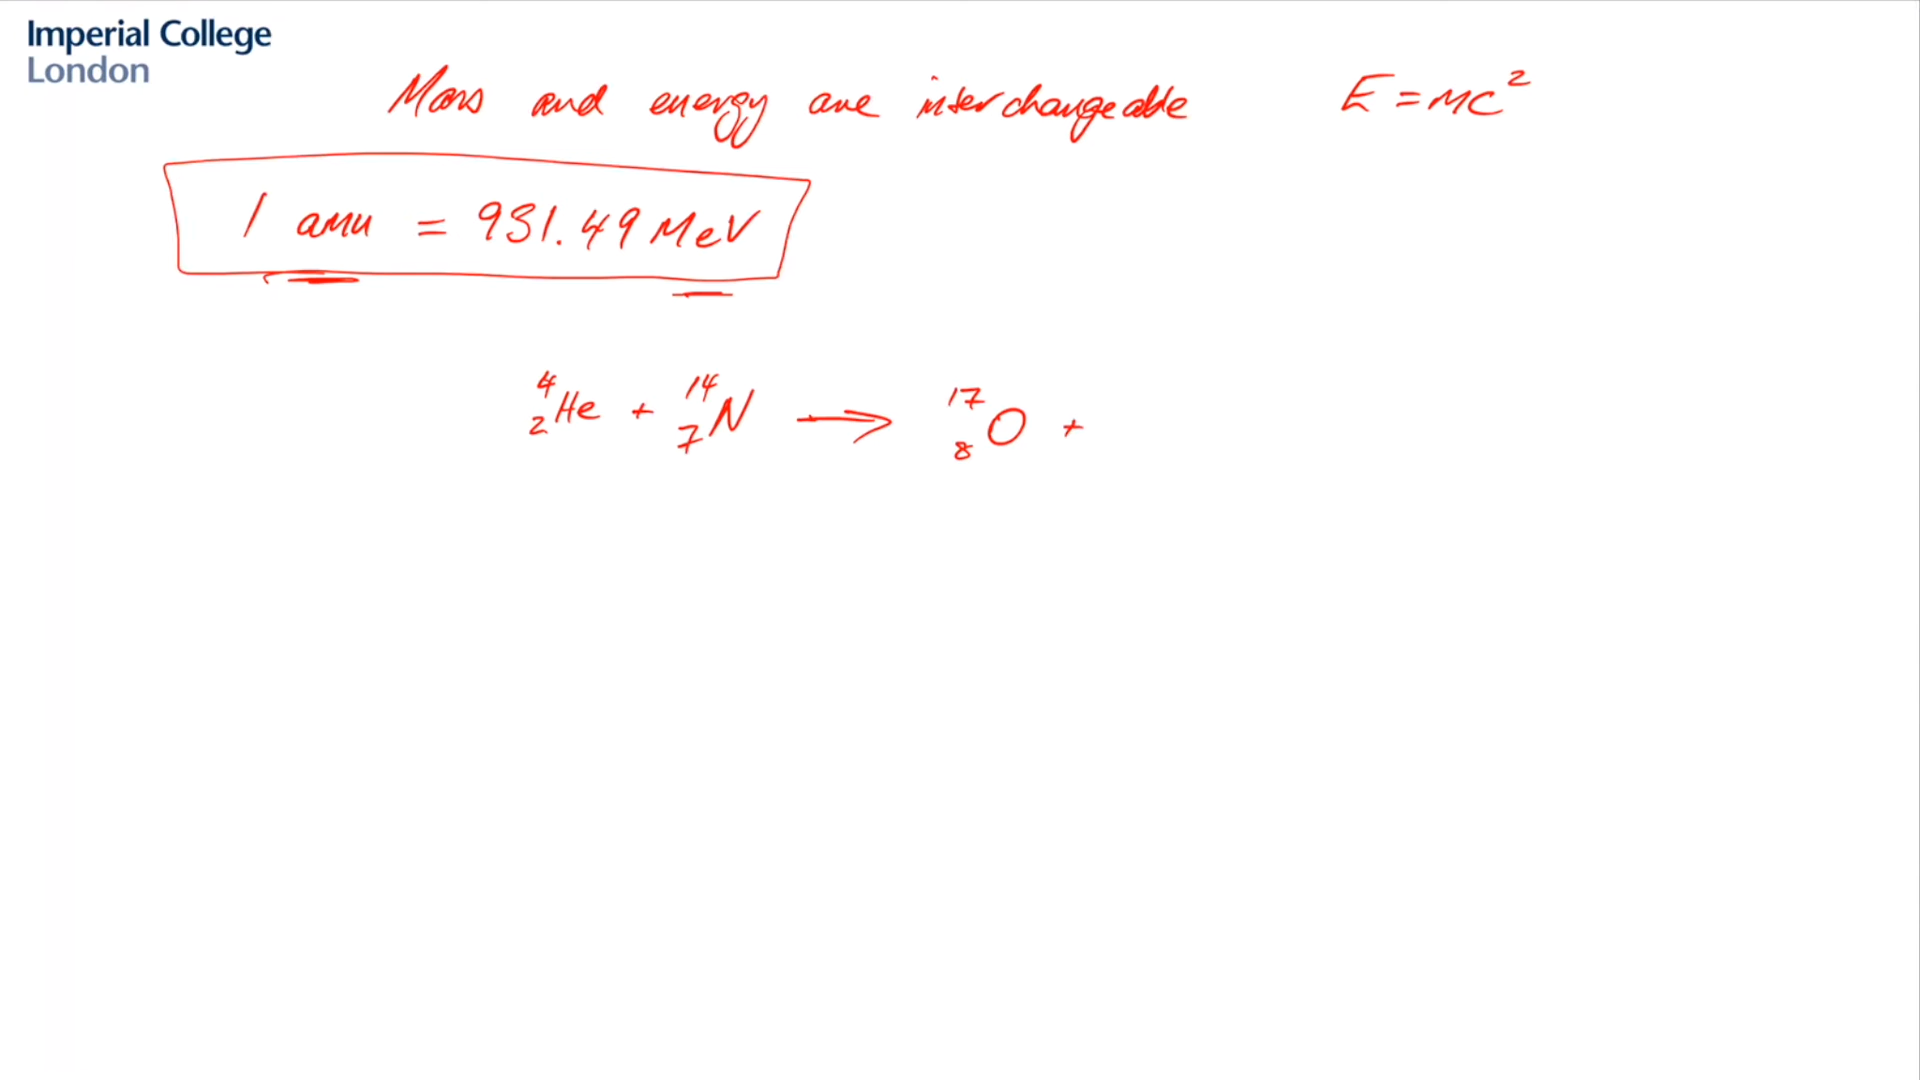 Imperial College
London
Mass and energy are interchangeable E = mc²
1 amu = 931.49 MeV
⁴₂He + ¹⁴₇N → ¹⁷₈O +